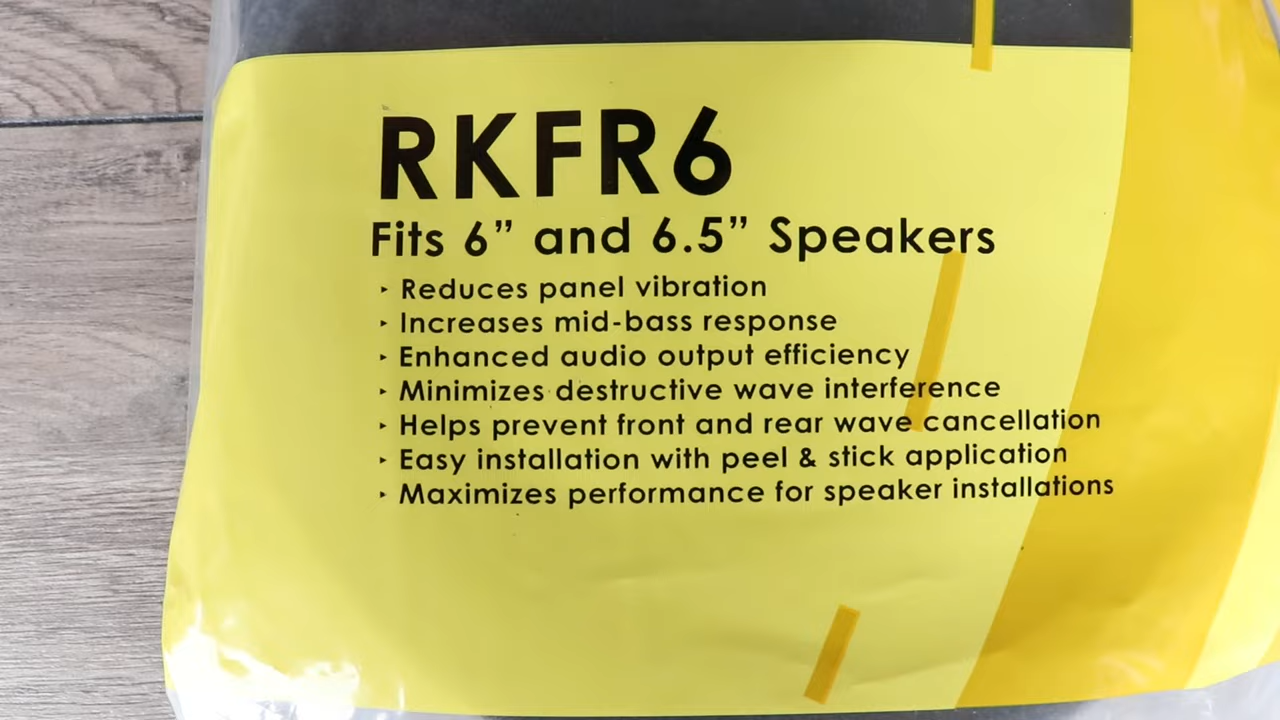 RKFR6
Fits 6” and 6.5” Speakers
‣ Reduces panel vibration
‣ Increases mid-bass response
‣ Enhanced audio output efficiency
‣ Minimizes destructive wave interference
‣ Helps prevent front and rear wave cancellation
‣ Easy installation with peel & stick application
‣ Maximizes performance for speaker installations